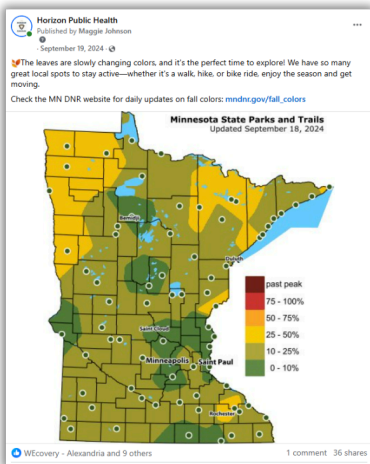 Horizon Public Health
Published by Maggie Johnson
· September 19, 2024 ·
🍂The leaves are slowly changing colors, and it's the perfect time to explore! We have so many
great local spots to stay active—whether it's a walk, hike, or bike ride, enjoy the season and get
moving.
Check the MN DNR website for daily updates on fall colors: mndnr.gov/fall_colors
Minnesota State Parks and Trails
Updated September 18, 2024
Bemidji
Duluth
past peak
75 - 100%
50 - 75%
25 - 50%
10 - 25%
0 - 10%
Saint Cloud
Minneapolis
Saint Paul
Rochester
WEcovery - Alexandria and 9 others
1 comment 36 shares